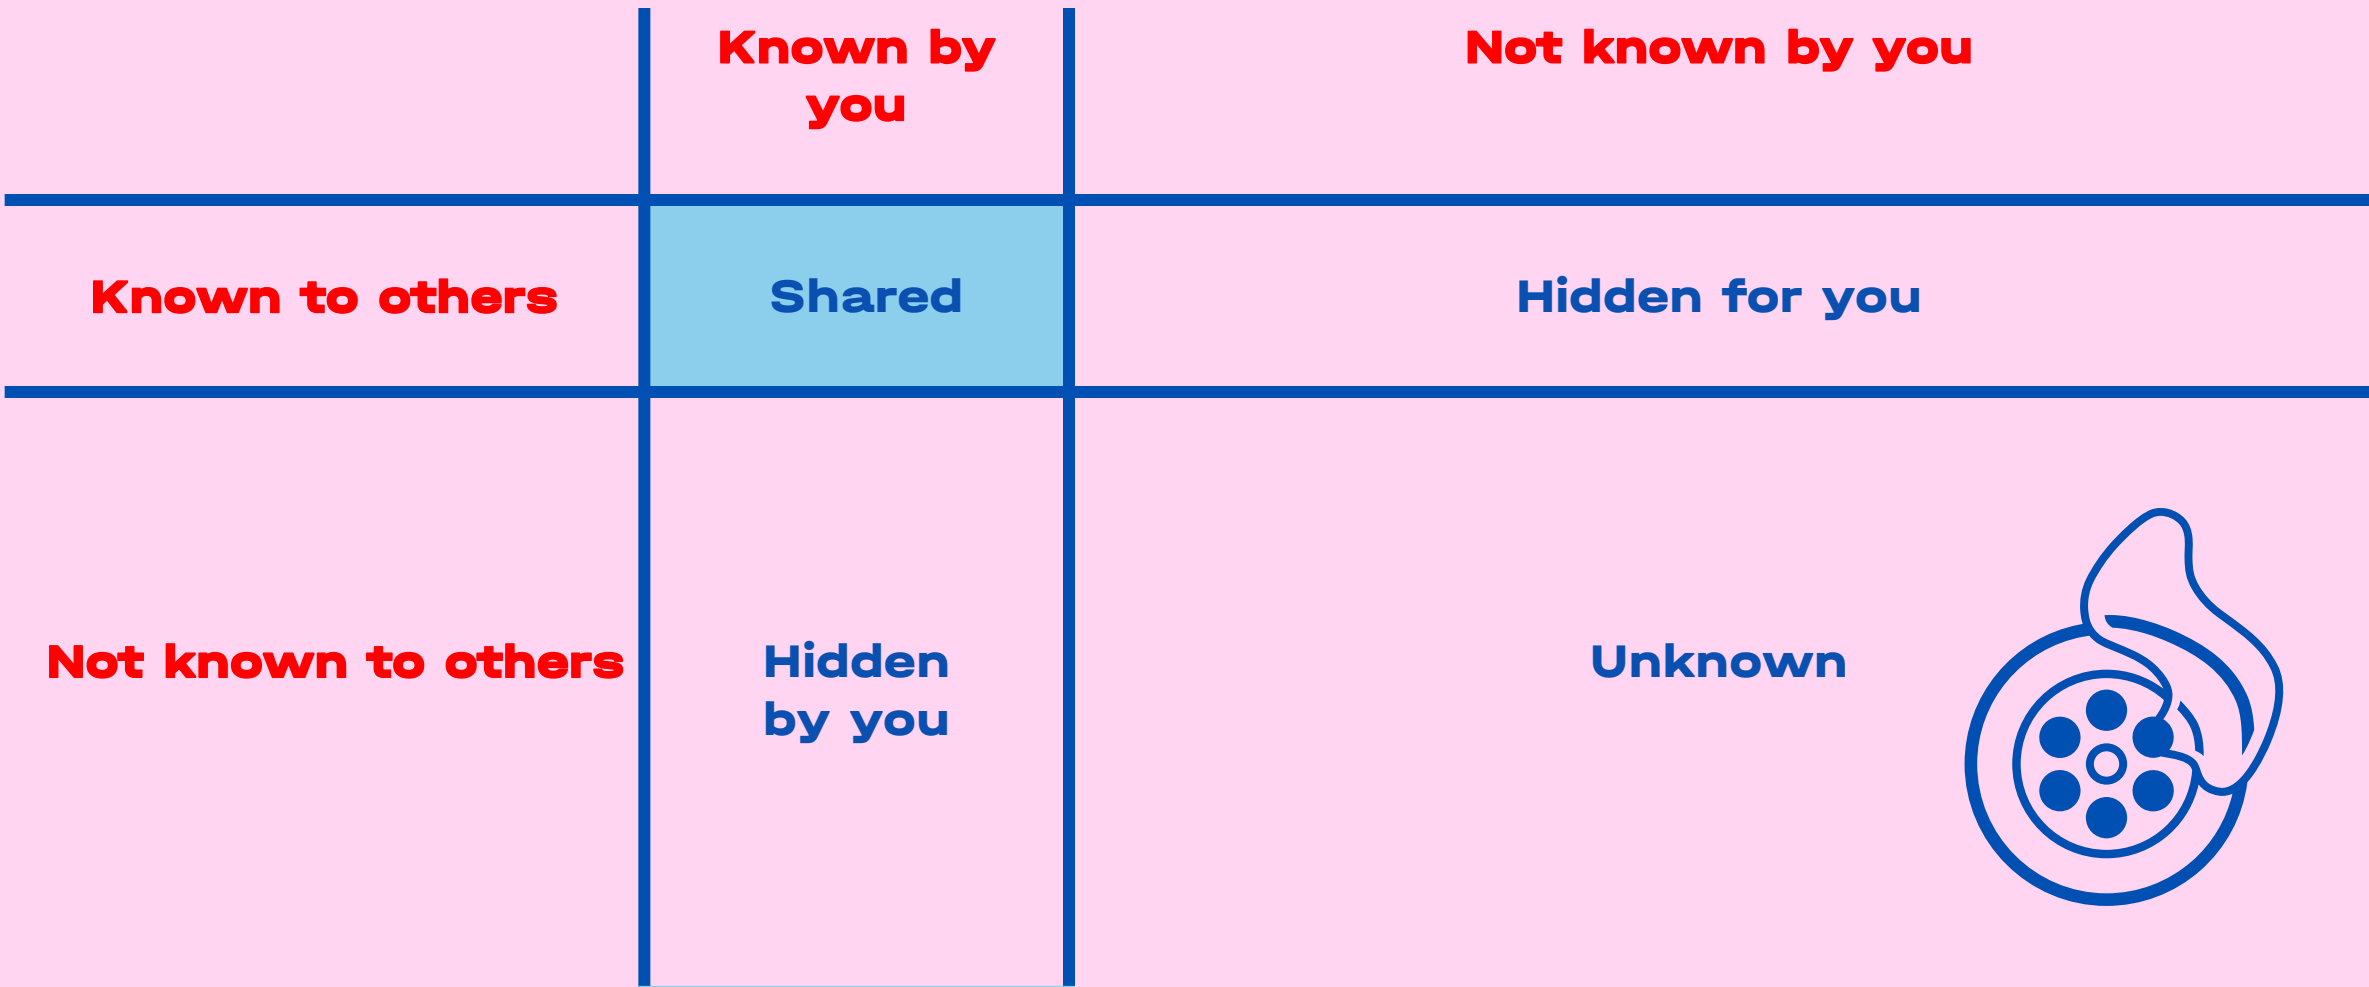 Known by
you
Not known by you
Known to others
Shared
Hidden for you
Not known to others
Hidden
by you
Unknown